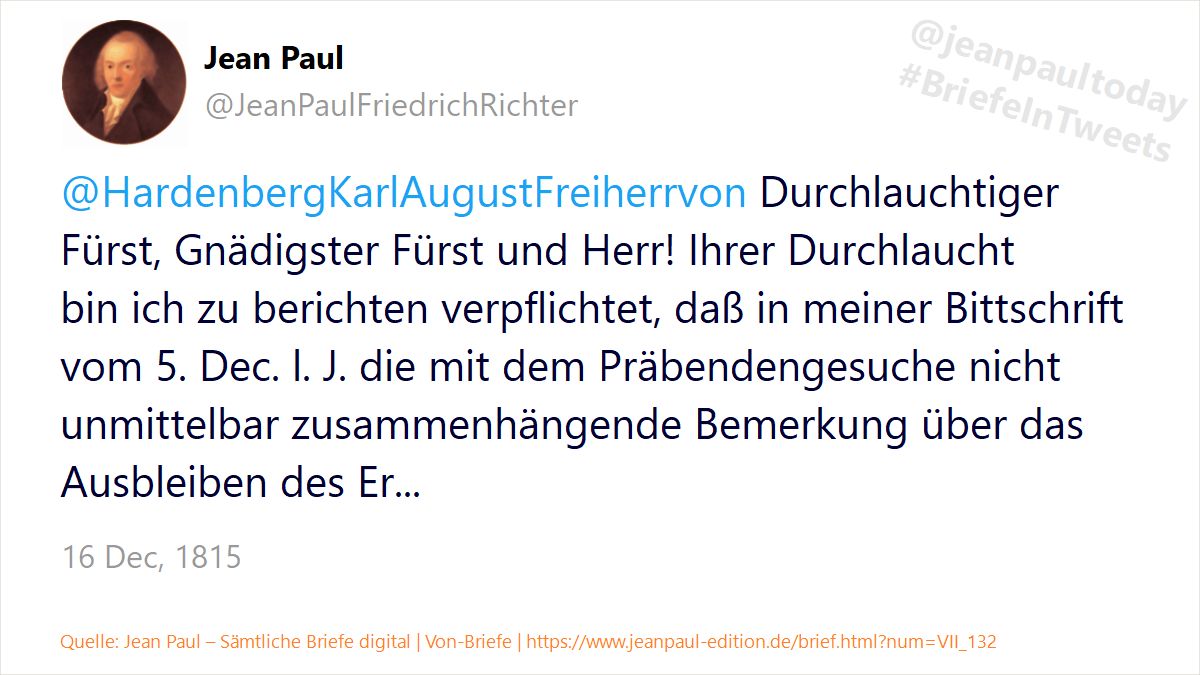 Jean Paul
@JeanPaulFriedrichRichter
@jeanpaultoday
#BriefeInTweets
@HardenbergKarlAugustFreiherrvon Durchlauchtiger
Fürst, Gnädigster Fürst und Herr! Ihrer Durchlaucht
bin ich zu berichten verpflichtet, daß in meiner Bittschrift
vom 5. Dec. l. J. die mit dem Präbendengesuche nicht
unmittelbar zusammenhängende Bemerkung über das
Ausbleiben des Er...
16 Dec, 1815
Quelle: Jean Paul – Sämtliche Briefe digital | Von-Briefe | https://www.jeanpaul-edition.de/brief.html?num=VII_132